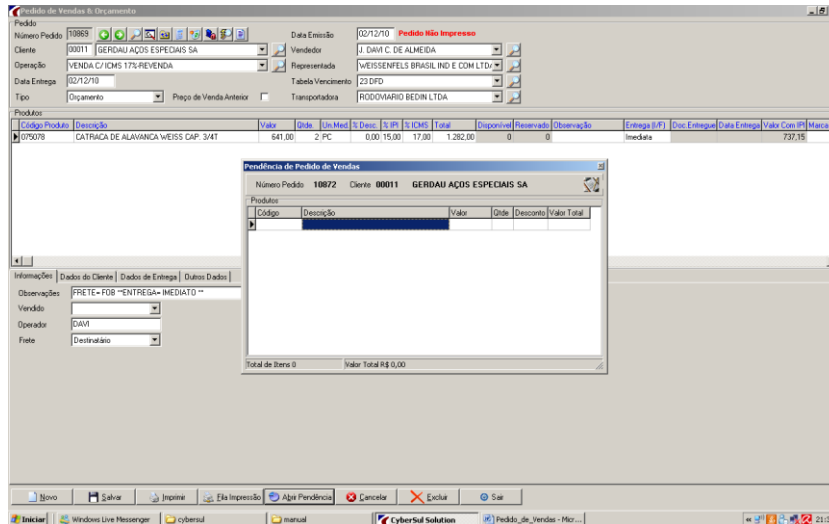 Pedido de Vendas & Orçamento
Pedido
Número Pedido 10869 Data Emissão 02/12/10 Pedido Não Impresso
Cliente 00011 GERDAU AÇOS ESPECIAIS SA Vendedor J. DAVI C. DE ALMEIDA
Operação VENDA C/ ICMS 17%-REVENDA Representada WEISSENFELS BRASIL IND E COM LTD
Data Entrega 02/12/10 Tabela Vencimento 23 DFD
Tipo Orçamento Preço de Venda Anterior Transportadora RODOVIARIO BEDIN LTDA
Produtos
Código Produto Descrição Valor Qtde. Un.Med % Desc. % IPI % ICMS Total Disponível Reservado Observação Entrega (I/F) Doc.Entregue Data Entrega Valor Com IPI Marca
075078 CATRACA DE ALAVANCA WEISS CAP. 3/4T 641,00 2 PC 0,00 15,00 17,00 1.282,00 0 0 Imediata 737,15
Pendência de Pedido de Vendas
Número Pedido 10872 Cliente 00011 GERDAU AÇOS ESPECIAIS SA
Produtos
Código Descrição Valor Qtde Desconto Valor Total
Total de Itens 0 Valor Total R$ 0,00
Informações Dados do Cliente Dados de Entrega Outros Dados
Observações FRETE= FOB **ENTREGA= IMEDIATO **
Vendido
Operador DAVI
Frete Destinatário
Novo Salvar Imprimir Fila Impressão Abrir Pendência Cancelar Excluir Sair
Iniciar Windows Live Messenger cybersul manual CyberSul Solution Pedido_de_Vendas - Micr...